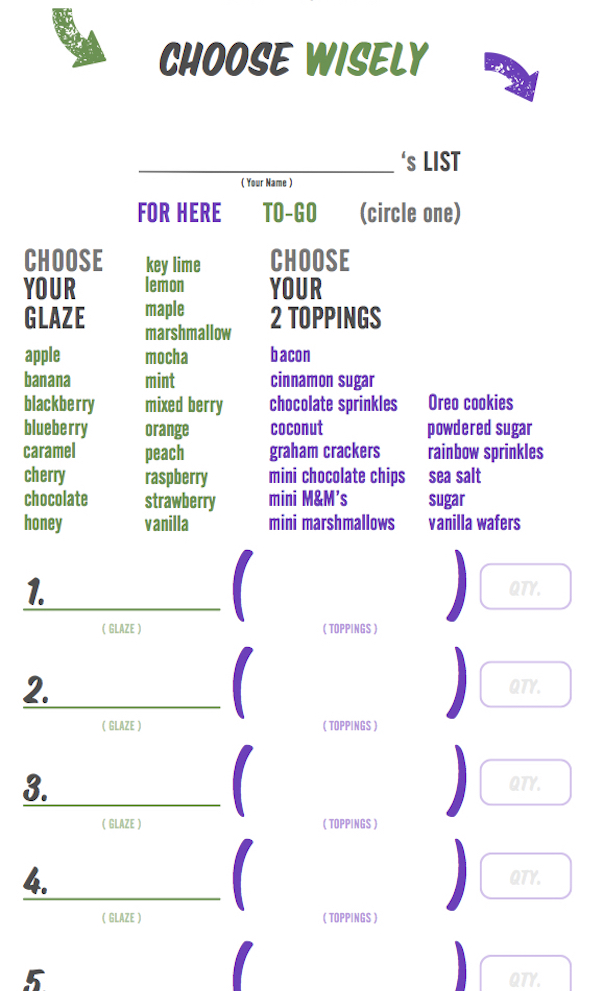 CHOOSE WISELY
's LIST
( Your Name )
FOR HERE TO-GO (circle one)
CHOOSE
YOUR
GLAZE
apple
banana
blackberry
blueberry
caramel
cherry
chocolate
honey
key lime
lemon
maple
marshmallow
mocha
mint
mixed berry
orange
peach
raspberry
strawberry
vanilla
CHOOSE
YOUR
2 TOPPINGS
bacon
cinnamon sugar
chocolate sprinkles
coconut
graham crackers
mini chocolate chips
mini M&M's
mini marshmallows
Oreo cookies
powdered sugar
rainbow sprinkles
sea salt
sugar
vanilla wafers
1. ( ) QTY.
( GLAZE ) ( TOPPINGS )
2. ( ) QTY.
( GLAZE ) ( TOPPINGS )
3. ( ) QTY.
( GLAZE ) ( TOPPINGS )
4. ( ) QTY.
( GLAZE ) ( TOPPINGS )
5. ( ) QTY.